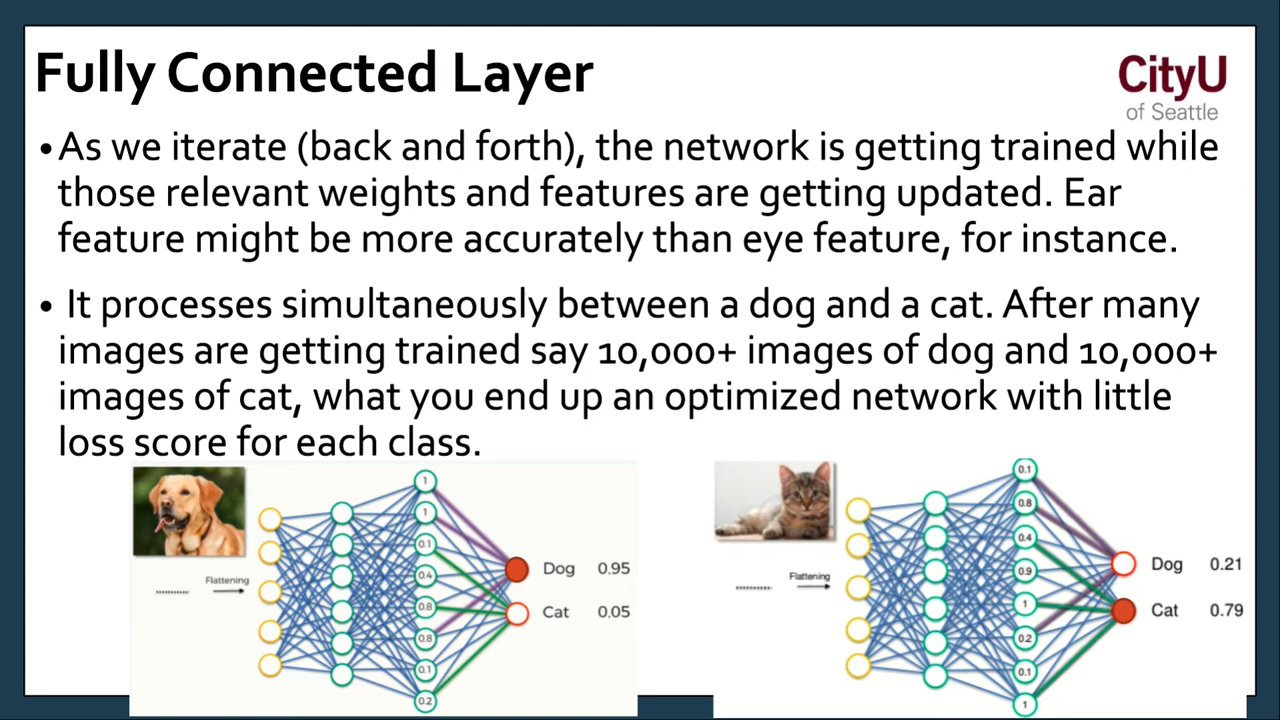 Fully Connected Layer
CityU
of Seattle
•As we iterate (back and forth), the network is getting trained while
those relevant weights and features are getting updated. Ear
feature might be more accurately than eye feature, for instance.
• It processes simultaneously between a dog and a cat. After many
images are getting trained say 10,000+ images of dog and 10,000+
images of cat, what you end up an optimized network with little
loss score for each class.
Flattening
1
1
0.1
0.4
0.8
0.8
0.1
0.2
Dog 0.95
Cat 0.05
Flattening
0.1
0.8
0.4
0.9
1
0.2
0.1
1
Dog 0.21
Cat 0.79